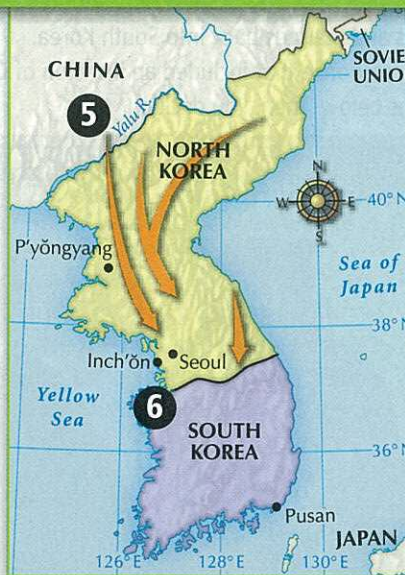 SOVIE
UNIO
CHINA
5
Yalu R.
NORTH
KOREA
N
W
E
S
40°N
P'yŏngyang
Sea of
Japan
38°N
Inch'ŏn
Seoul
Yellow
Sea
6
SOUTH
KOREA
36°N
Pusan
JAPAN
126°E
128°E
130°E